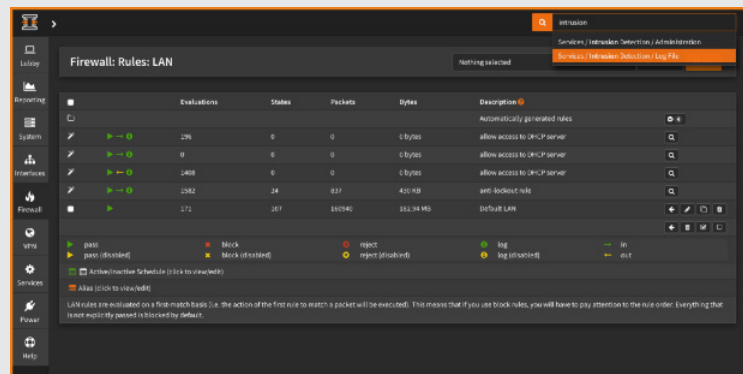 intrusion
Services / Intrusion Detection / Administration
Services / Intrusion Detection / Log File
Lobby
Firewall: Rules: LAN
Nothing selected
Reporting
Evaluations States Packets Bytes Description
Automatically generated rules
System
196 0 0 0 bytes allow access to DHCP server
0 0 0 0 bytes allow access to DHCP server
Interfaces
1408 0 0 0 bytes allow access to DHCP server
1582 24 837 430 KB anti-lockout rule
Firewall
171 167 160940 162.94 MB Default LAN
VPN
pass block reject log in
pass (disabled) block (disabled) reject (disabled) log (disabled) out
Services
Active/Inactive Schedule (click to view/edit)
Alias (click to view/edit)
Power
LAN rules are evaluated on a first-match basis (i.e. the action of the first rule to match a packet will be executed). This means that if you use block rules, you will have to pay attention to the rule order. Everything that
is not explicitly passed is blocked by default.
Help